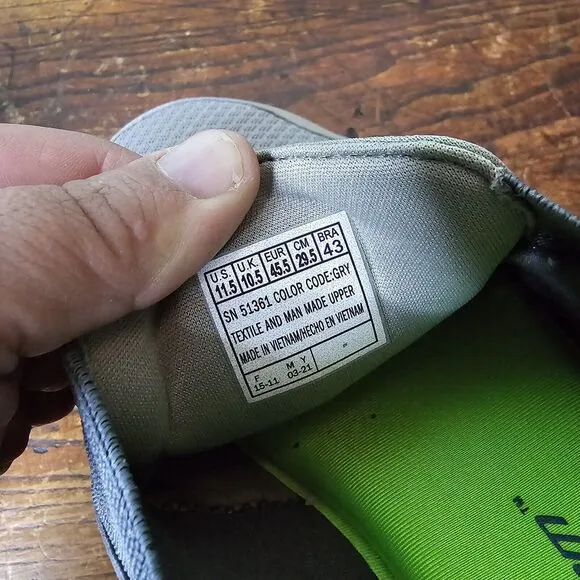 U.S. U.K. EUR CM BRA
11.5 10.5 45.5 29.5 43
SN 51361 COLOR CODE:GRY
TEXTILE AND MAN MADE UPPER
MADE IN VIETNAM/HECHO EN VIETNAM
F M Y
15-11 03-21
TM